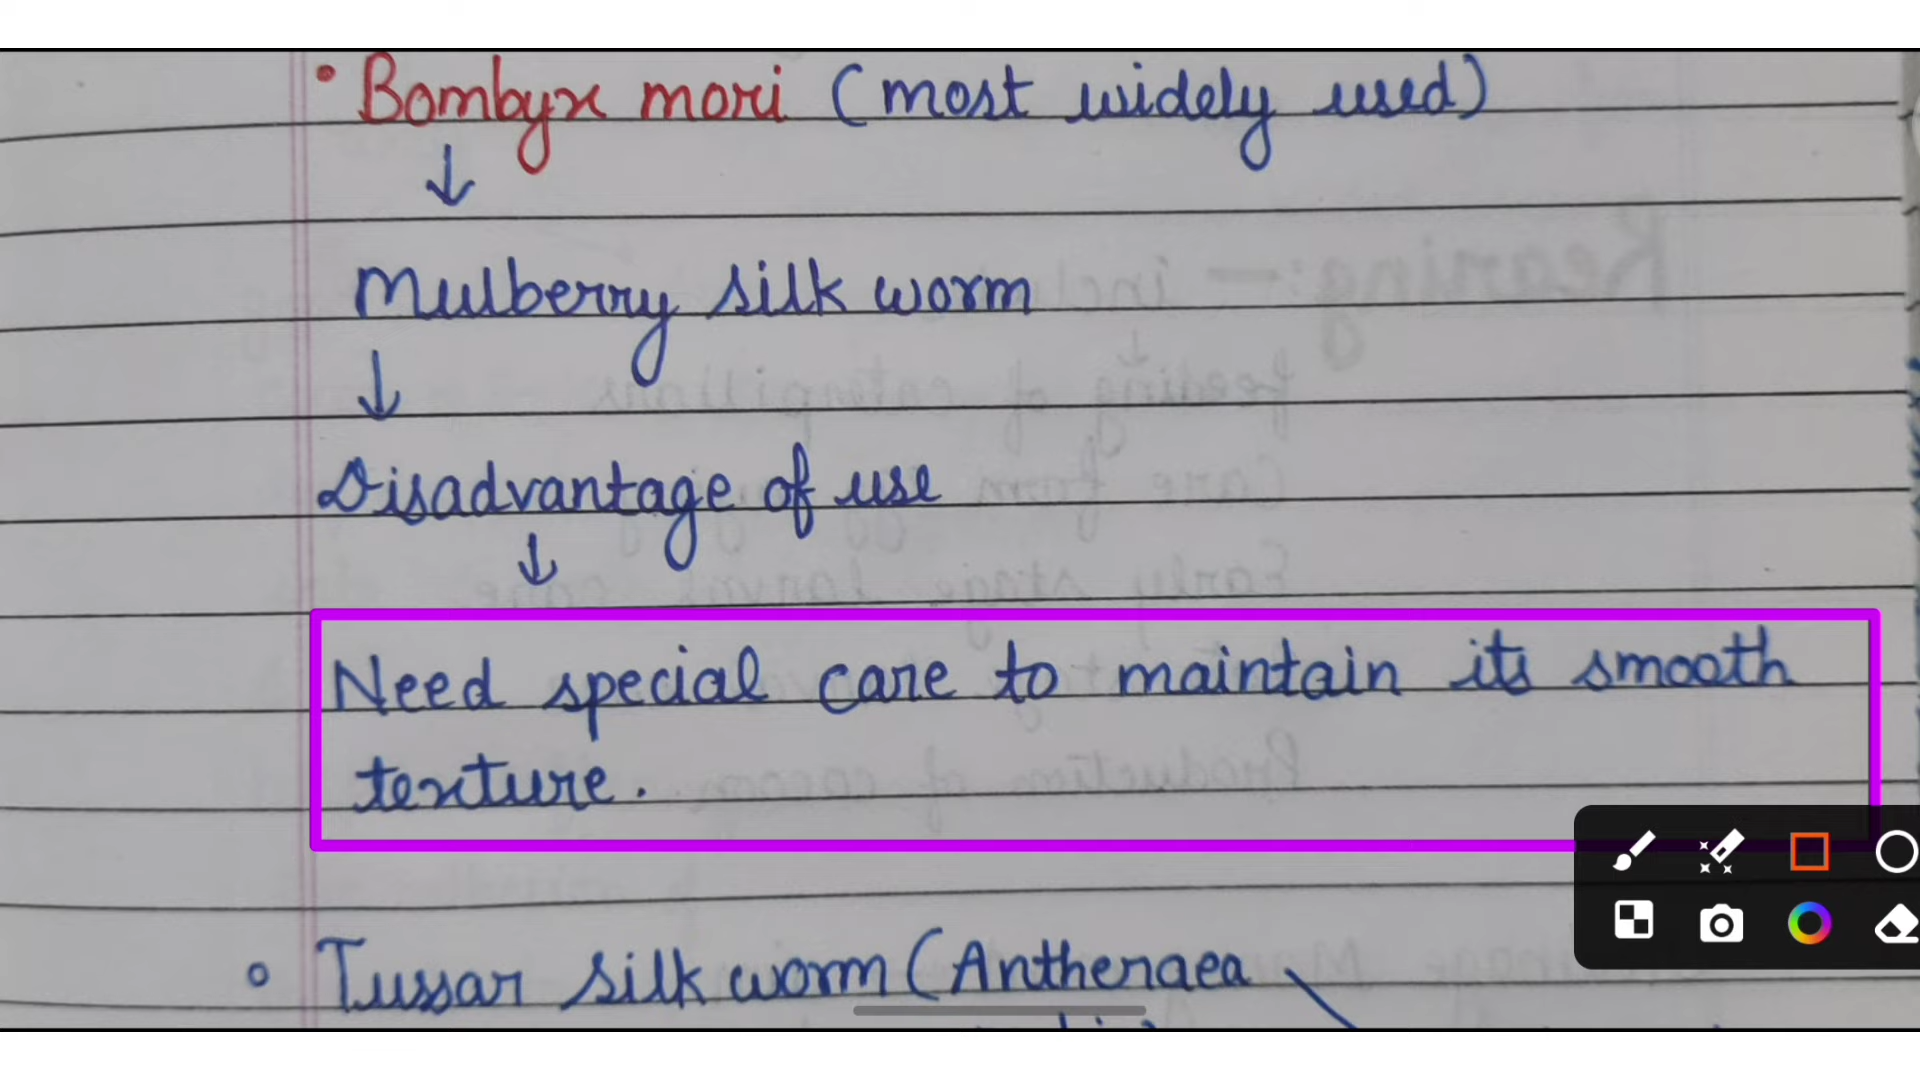 • Bombyx mori (most widely used)
↓
Mulberry silk worm
↓
Disadvantage of use
↓
Need special care to maintain its smooth
texture.
• Tussar silk worm (Antheraea